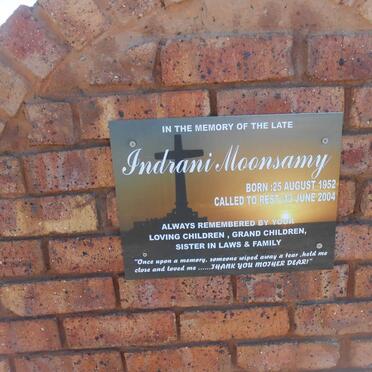 IN THE MEMORY OF THE LATE
Indrani Moonsamy
BORN :25 AUGUST 1952
CALLED TO REST :13 JUNE 2004
ALWAYS REMEMBERED BY YOUR
LOVING CHILDREN , GRAND CHILDREN,
SISTER IN LAWS & FAMILY
"Once upon a memory, someone wiped away a tear ,held me
close and loved me ......THANK YOU MOTHER DEAR!"